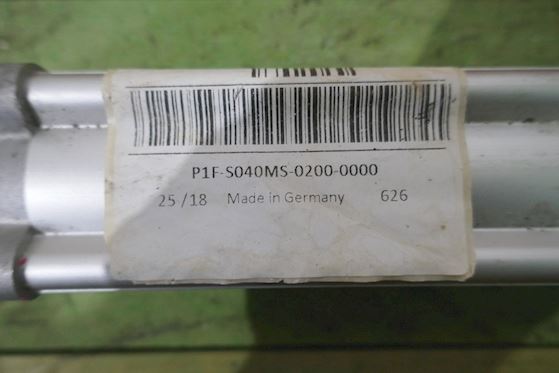 P1F-S040MS-0200-0000
25/18 Made in Germany 626